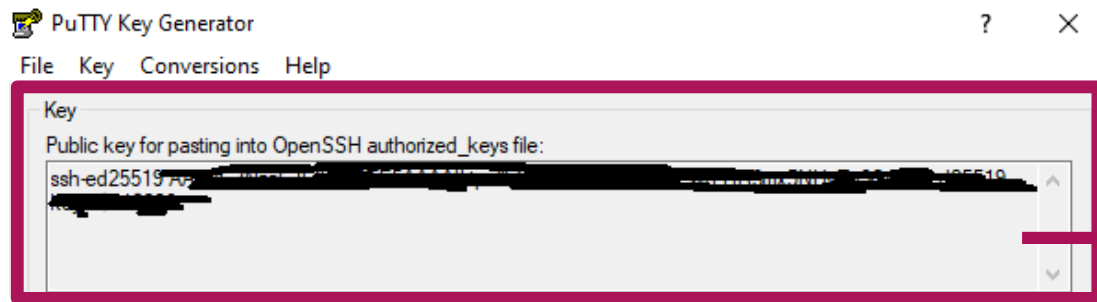 PuTTY Key Generator ?
File Key Conversions Help
Key
Public key for pasting into OpenSSH authorized_keys file:
ssh-ed25519